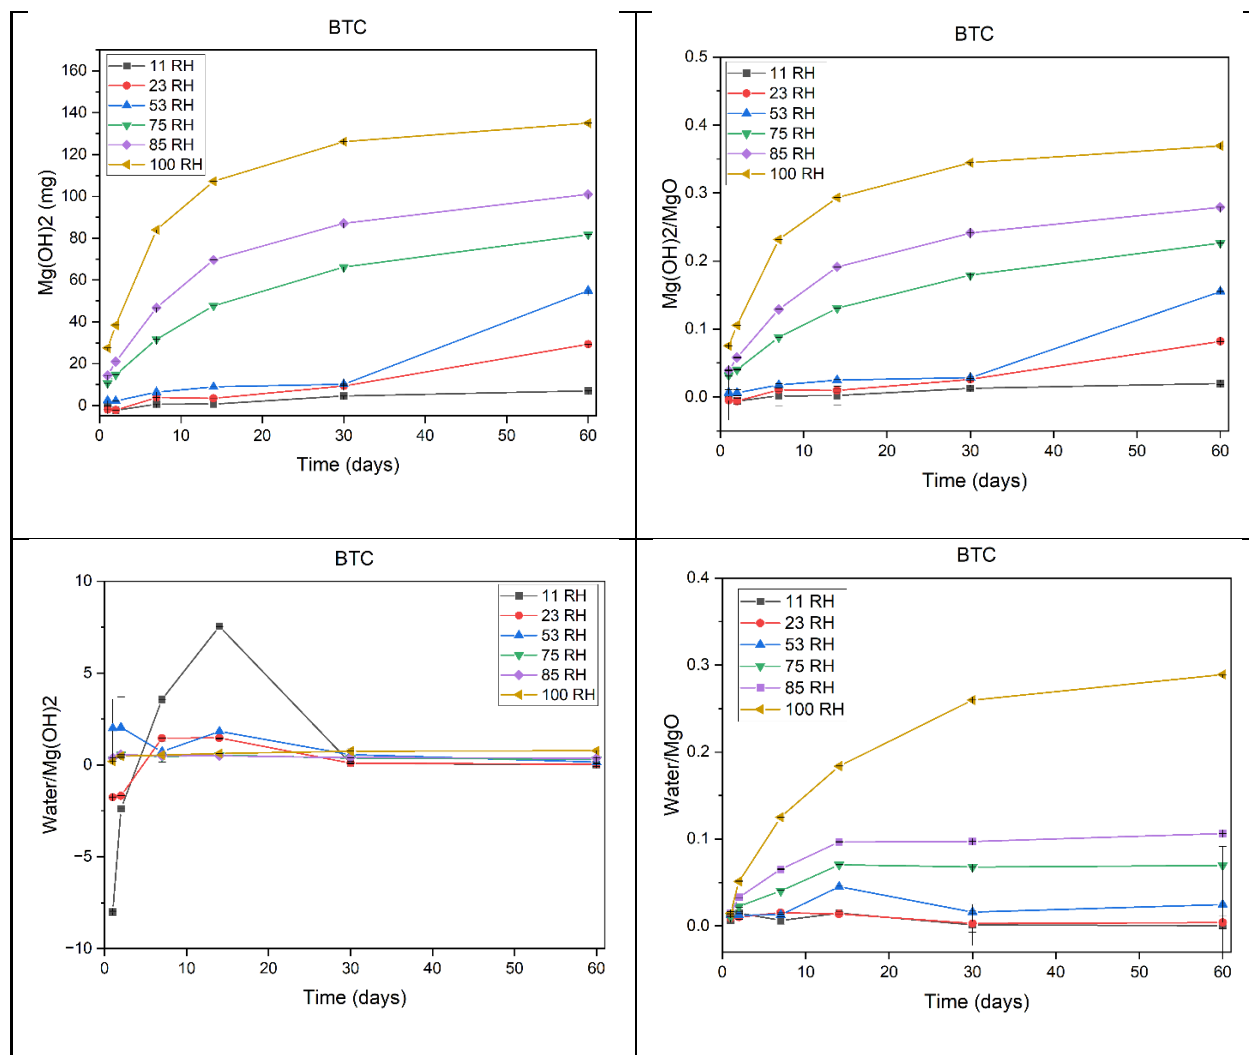 BTC
11 RH
23 RH
53 RH
75 RH
85 RH
100 RH
160
140
120
100
80
60
40
20
0
Mg(OH)2 (mg)
0 10 20 30 40 50 60
Time (days)
BTC
11 RH
23 RH
53 RH
75 RH
85 RH
100 RH
0.5
0.4
0.3
0.2
0.1
0.0
Mg(OH)2/MgO
0 10 20 30 40 50 60
Time (days)
BTC
11 RH
23 RH
53 RH
75 RH
85 RH
100 RH
10
5
0
−5
−10
Water/Mg(OH)2
0 10 20 30 40 50 60
Time (days)
BTC
11 RH
23 RH
53 RH
75 RH
85 RH
100 RH
0.4
0.3
0.2
0.1
0.0
Water/MgO
0 10 20 30 40 50 60
Time (days)